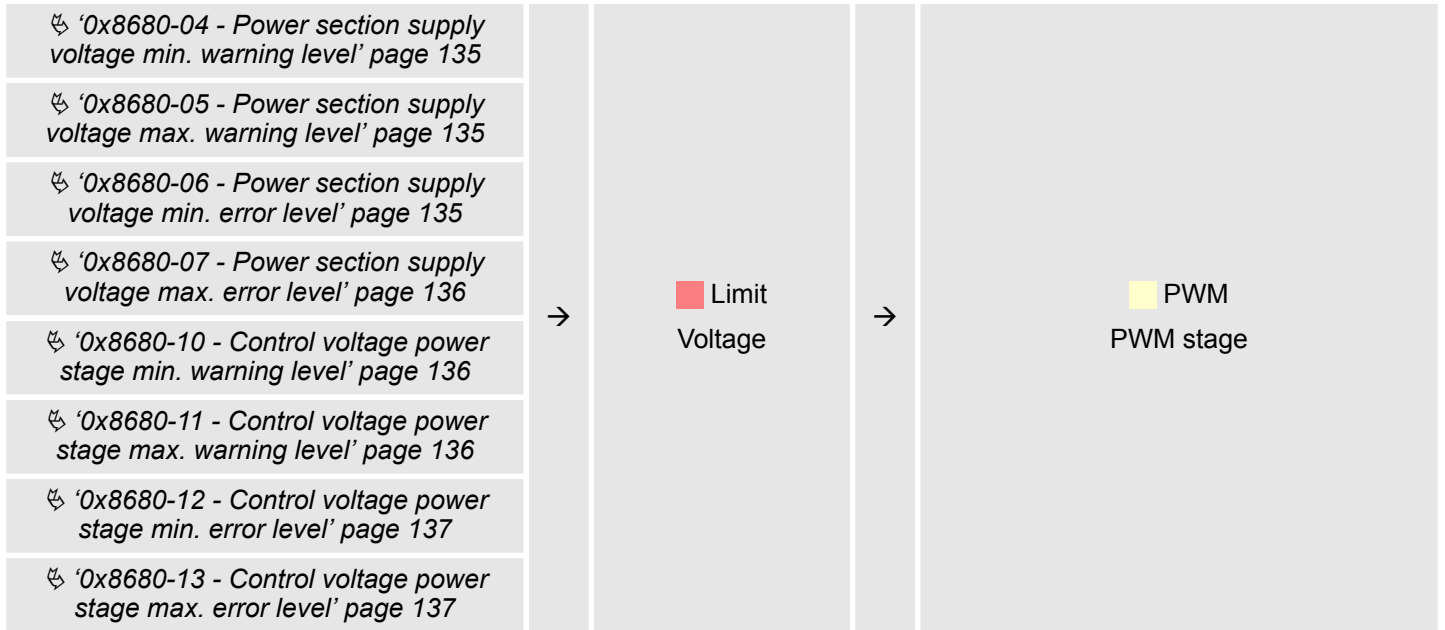 ↳ ‘0x8680-04 - Power section supply
voltage min. warning level’ page 135
↳ ‘0x8680-05 - Power section supply
voltage max. warning level’ page 135
↳ ‘0x8680-06 - Power section supply
voltage min. error level’ page 135
↳ ‘0x8680-07 - Power section supply
voltage max. error level’ page 136
↳ ‘0x8680-10 - Control voltage power
stage min. warning level’ page 136
↳ ‘0x8680-11 - Control voltage power
stage max. warning level’ page 136
↳ ‘0x8680-12 - Control voltage power
stage min. error level’ page 137
↳ ‘0x8680-13 - Control voltage power
stage max. error level’ page 137
→
Limit
Voltage
→
PWM
PWM stage